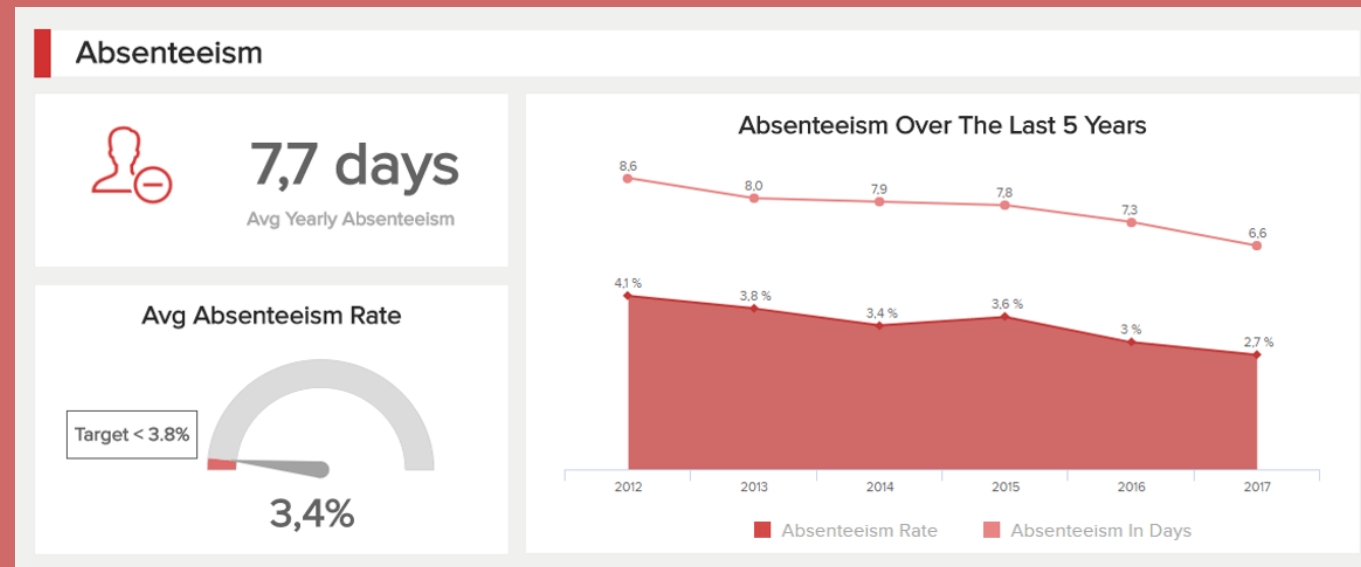 Absenteeism
7,7 days
Avg Yearly Absenteeism
Avg Absenteeism Rate
Target < 3.8%
3,4%
Absenteeism Over The Last 5 Years
8,6
8,0
7,9
7,8
7,3
6,6
4,1 %
3,8 %
3,4 %
3,6 %
3 %
2,7 %
2012 2013 2014 2015 2016 2017
Absenteeism Rate Absenteeism In Days